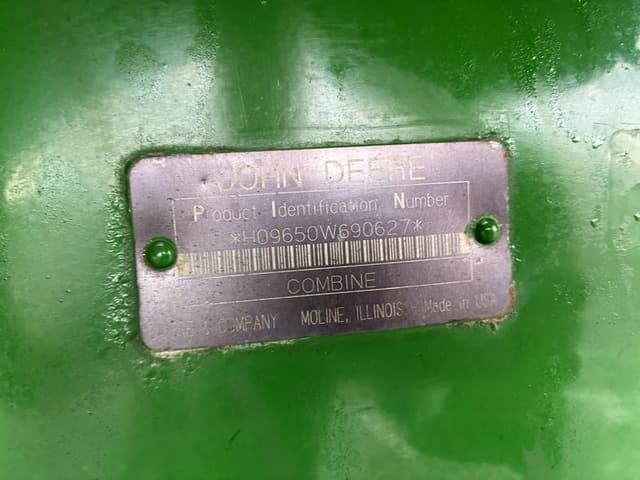 JOHN DEERE
Product Identification Number
*H09650W690627*
COMBINE
& COMPANY MOLINE, ILLINOIS - Made in USA